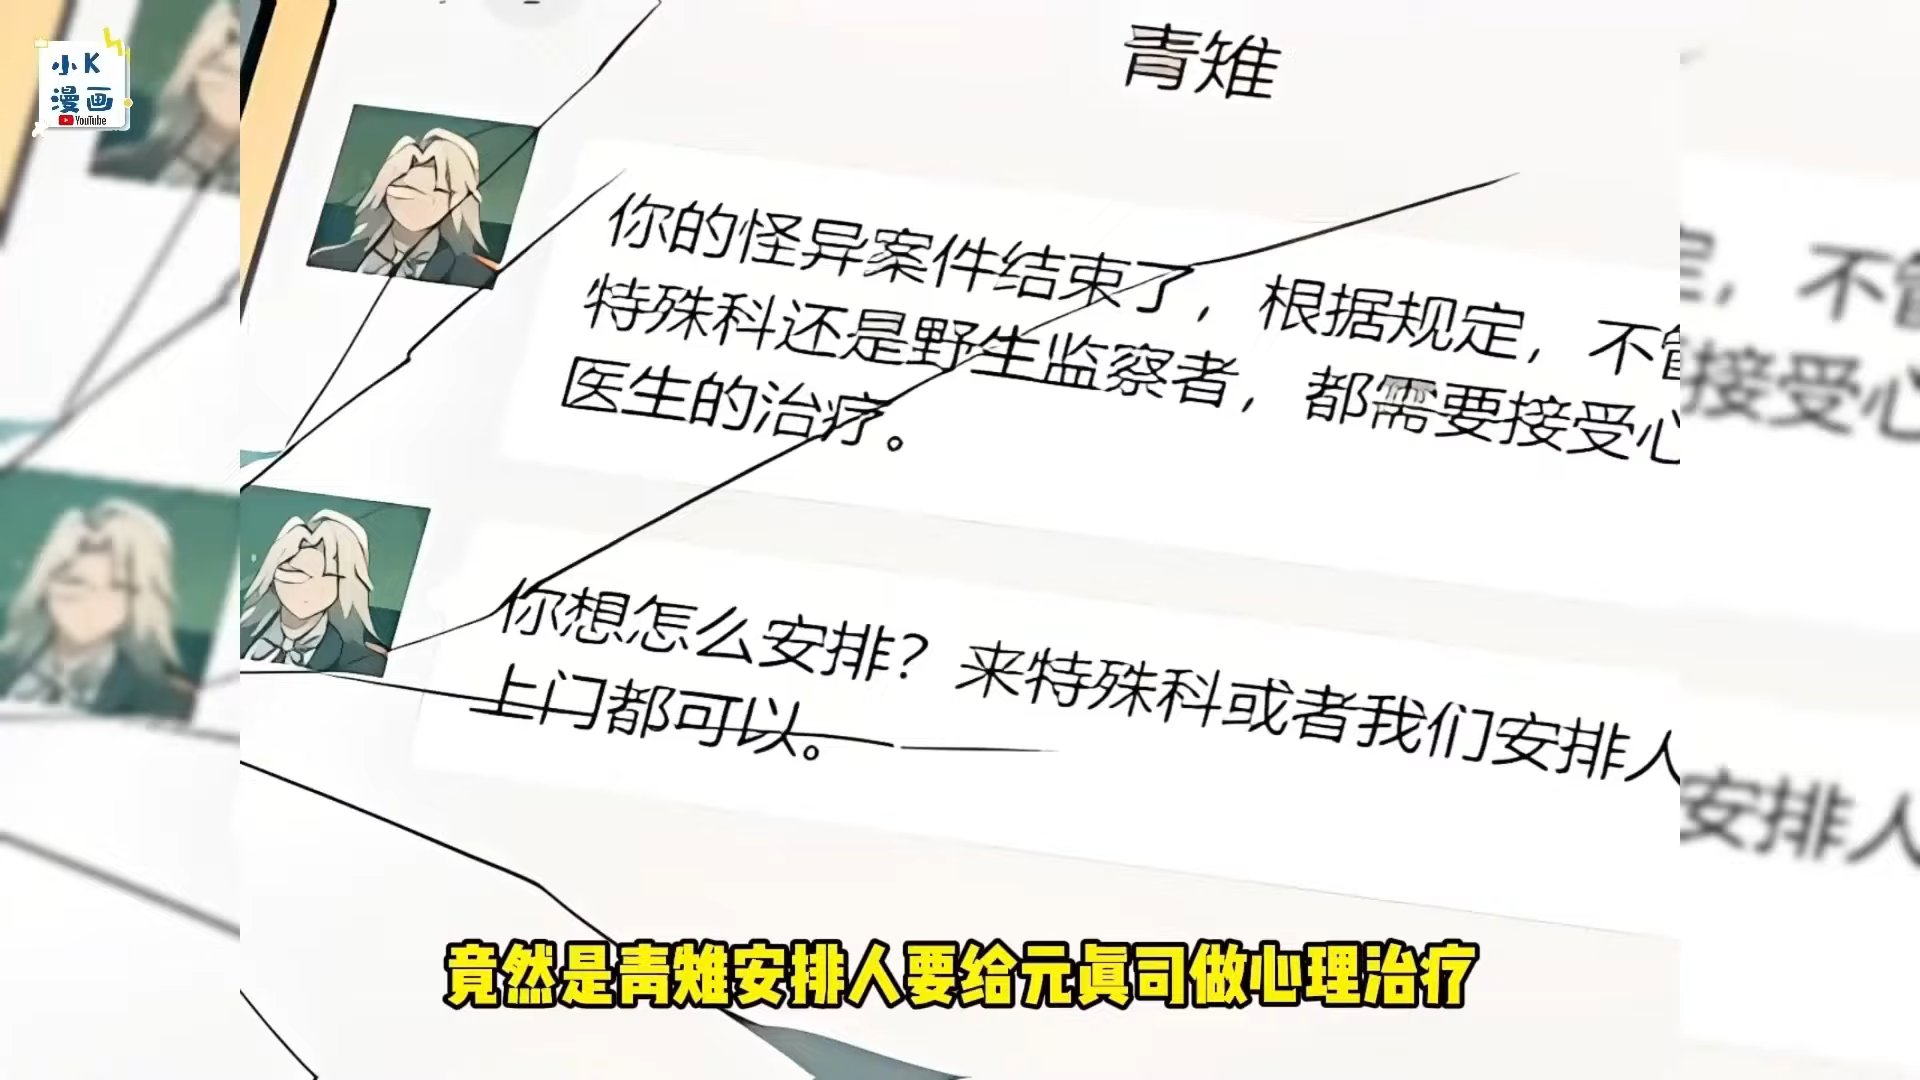 小K
漫画
YouTube
青雉
你的怪异案件结束了，根据规定，不管
特殊科还是野生监察者，都需要接受心
医生的治疗。
你想怎么安排？来特殊科或者我们安排人
上门都可以。
竟然是青雉安排人要给元真司做心理治疗